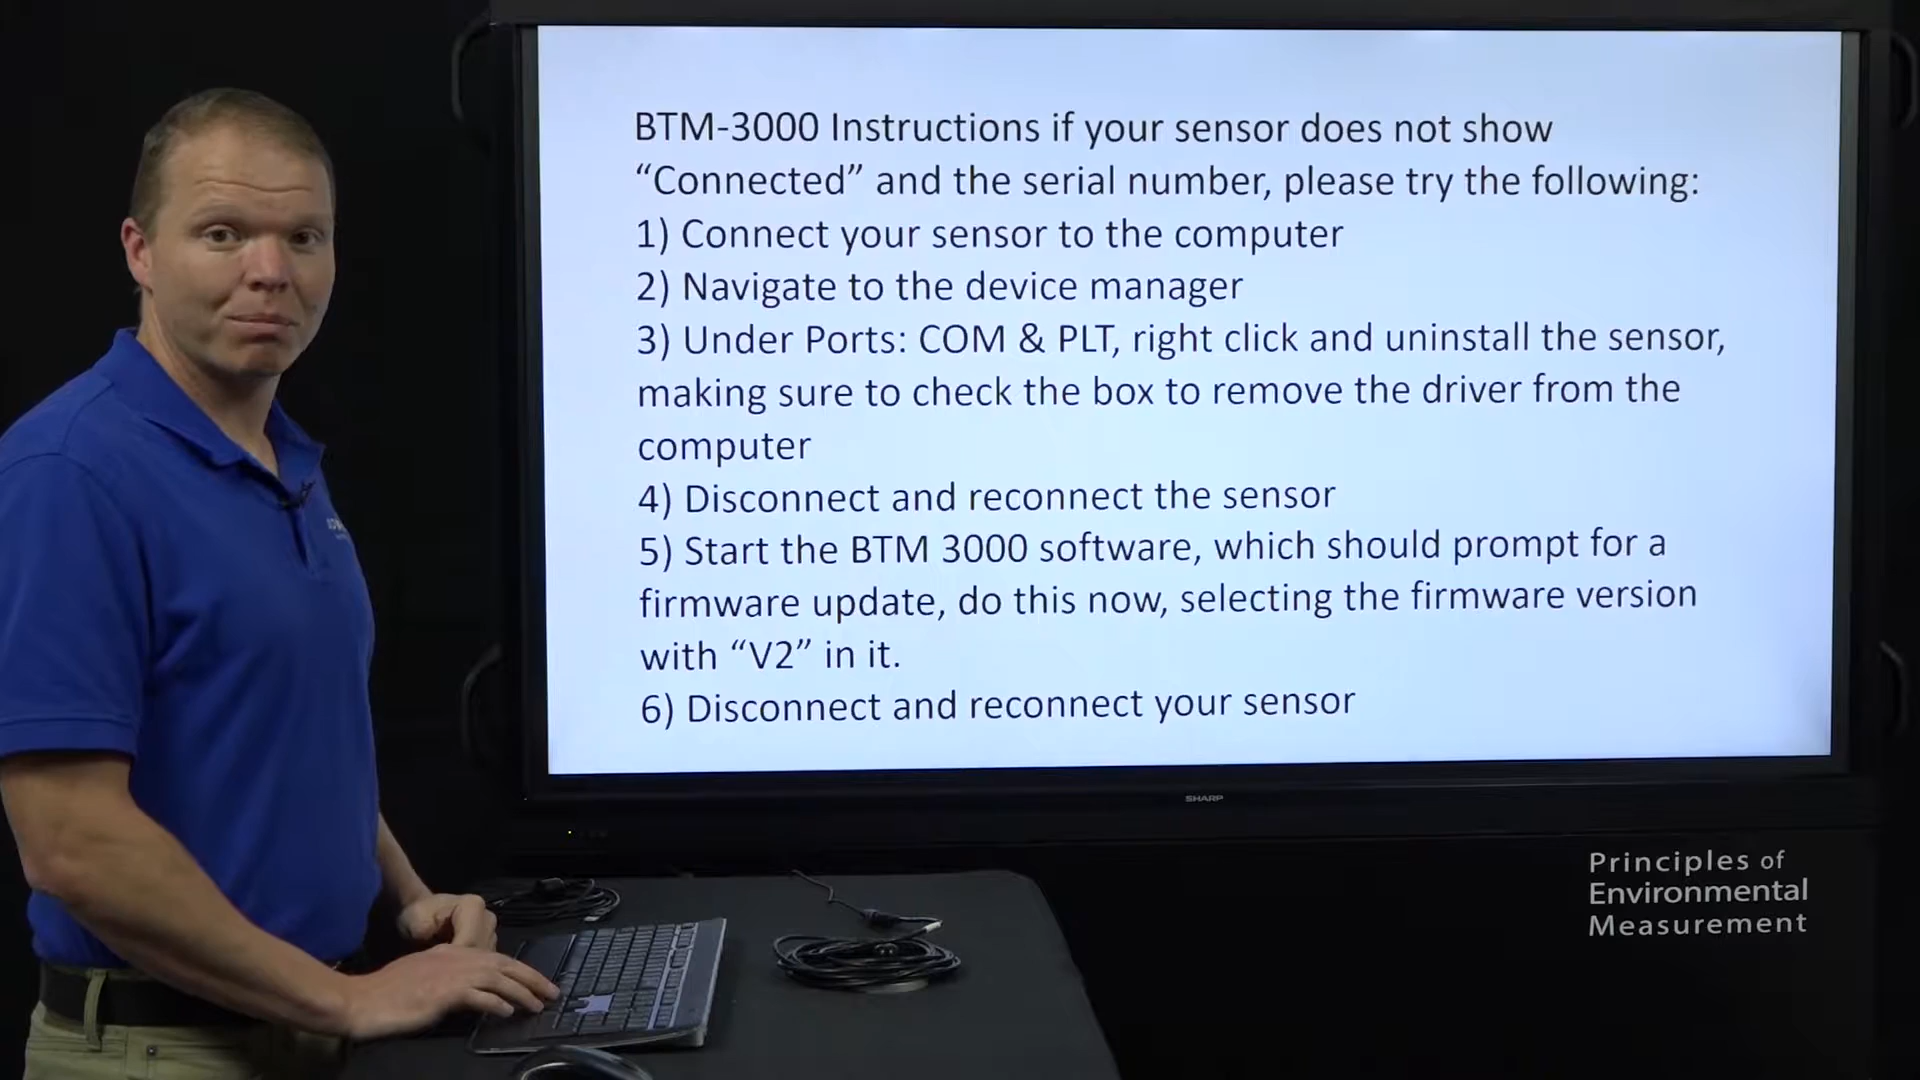 BTM-3000 Instructions if your sensor does not show
“Connected” and the serial number, please try the following:
1) Connect your sensor to the computer
2) Navigate to the device manager
3) Under Ports: COM & PLT, right click and uninstall the sensor,
making sure to check the box to remove the driver from the
computer
4) Disconnect and reconnect the sensor
5) Start the BTM 3000 software, which should prompt for a
firmware update, do this now, selecting the firmware version
with “V2” in it.
6) Disconnect and reconnect your sensor
SHARP
Principles of
Environmental
Measurement